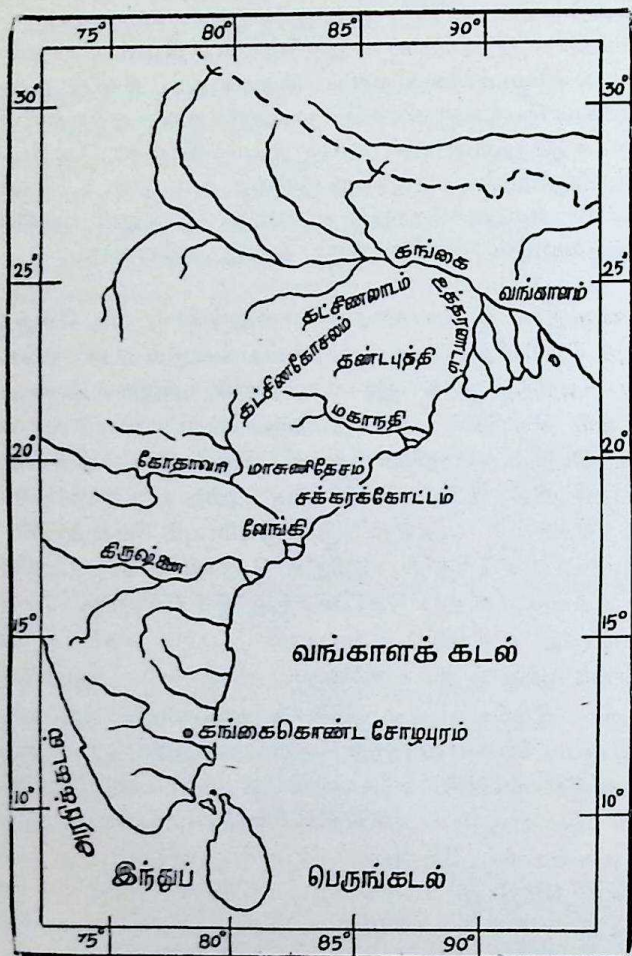 75° 80° 85° 90°
30° 30°
கங்கை
25° 25°
வங்காளம்
தட்சிணலாடம்
உத்தரலாடம்
தட்சிணகோசலை
தண்டபுத்தி
மகாநதி
20° 20°
கோதாவரி மாசுணிதேசம்
சக்கரக்கோட்டம்
வேங்கி
கிருஷ்ணை
15° 15°
வங்காளக் கடல்
கங்கைகொண்ட சோழபுரம்
அரபிக்கடல்
10° 10°
இந்துப் பெருங்கடல்
75° 80° 85° 90°